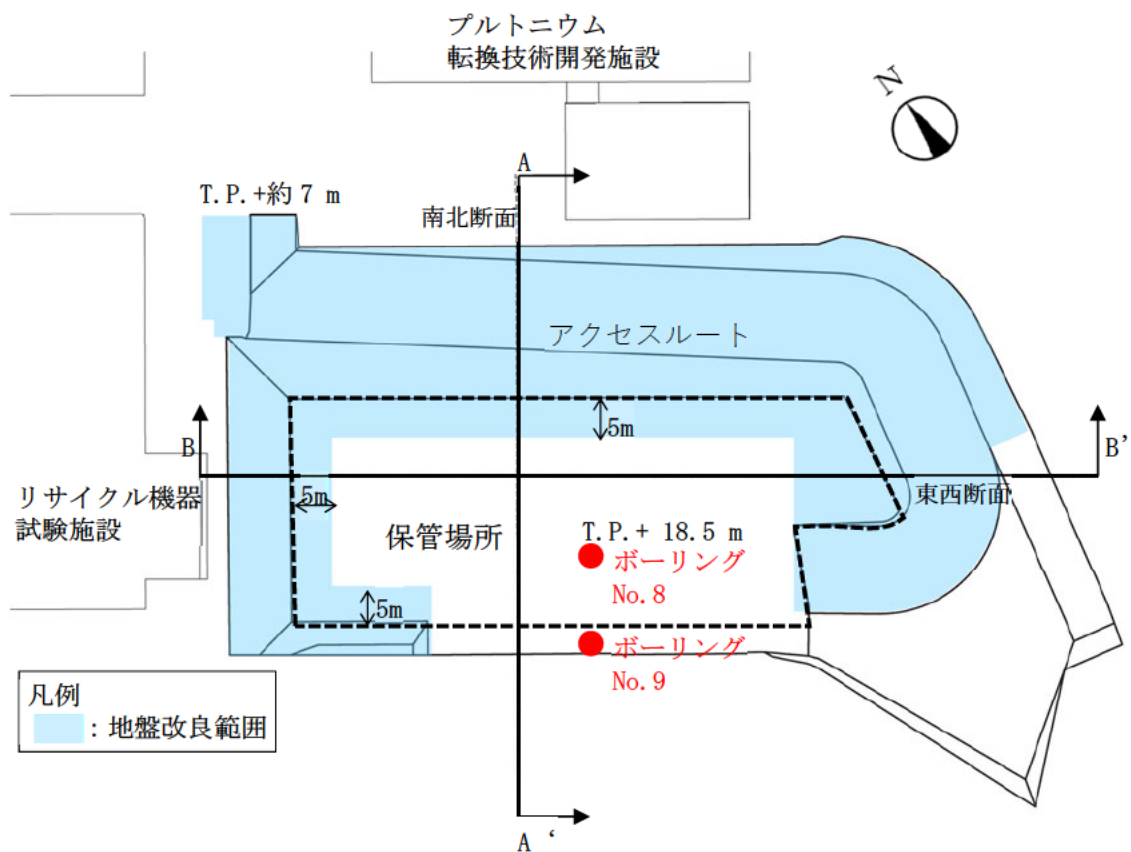 プルトニウム
転換技術開発施設
N
A
T.P.+約7 m
南北断面
アクセスルート
5m
B
B'
リサイクル機器
試験施設
5m
東西断面
保管場所
T.P.+ 18.5 m
ボーリング
No.8
5m
ボーリング
No.9
凡例
：地盤改良範囲
A‘